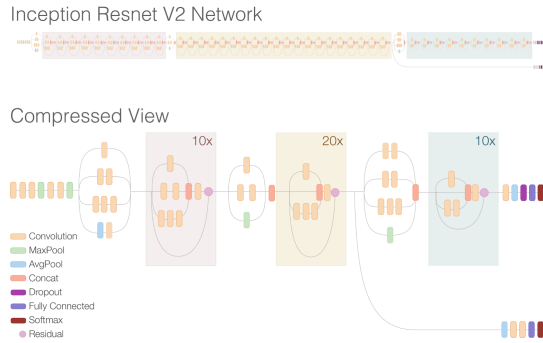 Inception Resnet V2 Network
Compressed View
10x
20x
10x
Convolution
MaxPool
AvgPool
Concat
Dropout
Fully Connected
Softmax
Residual